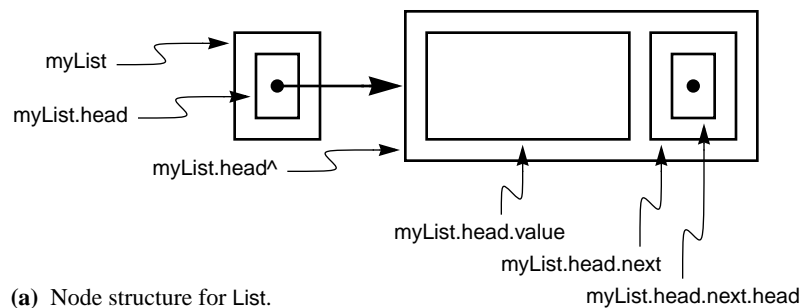 myList
myList.head
myList.head^
myList.head.value
myList.head.next
myList.head.next.head
(a) Node structure for List.